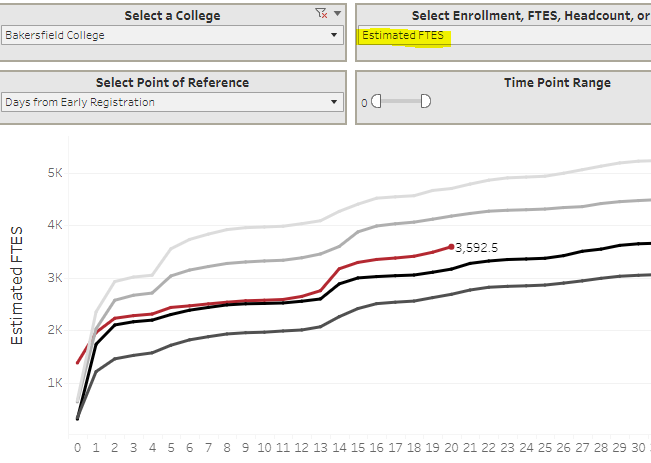 Select a College
Bakersfield College
Select Enrollment, FTES, Headcount, or
Estimated FTES
Select Point of Reference
Days from Early Registration
Time Point Range
0
5K
4K
3K
2K
1K
Estimated FTES
3,592.5
0 1 2 3 4 5 6 7 8 9 10 11 12 13 14 15 16 17 18 19 20 21 22 23 24 25 26 27 28 29 30